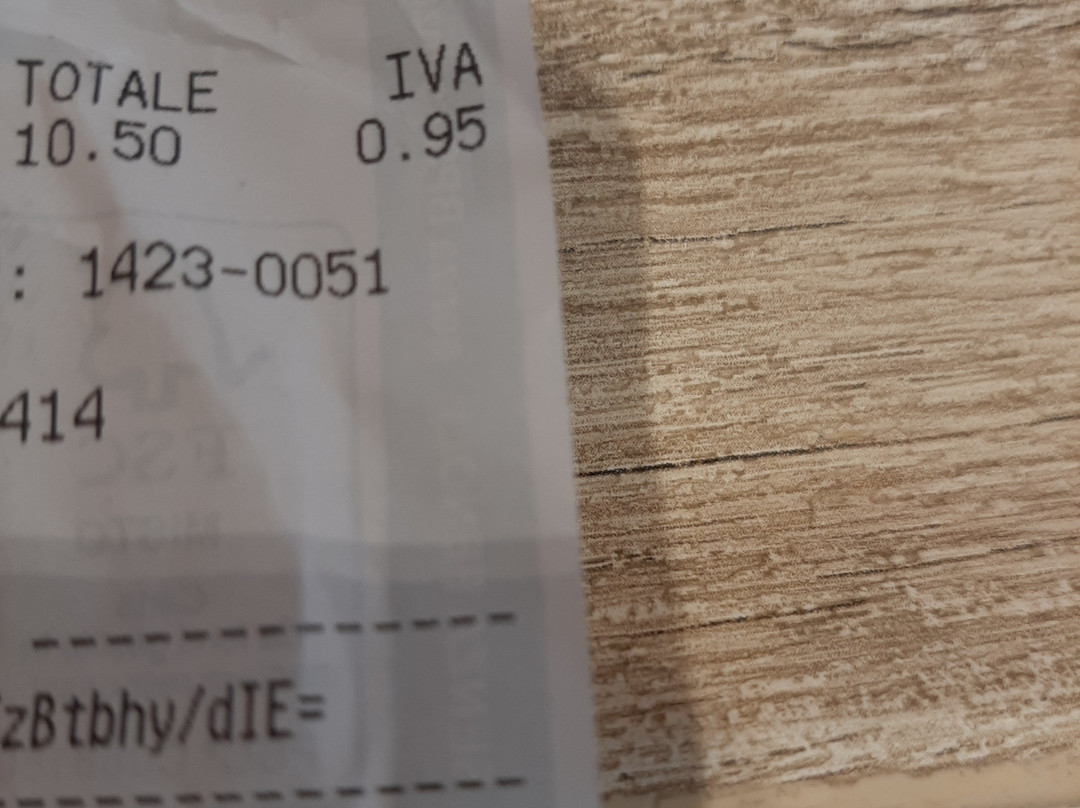 TOTALE IVA
10.50 0.95
: 1423-0051
414
--------------
zBtbhy/dIE=
--------------